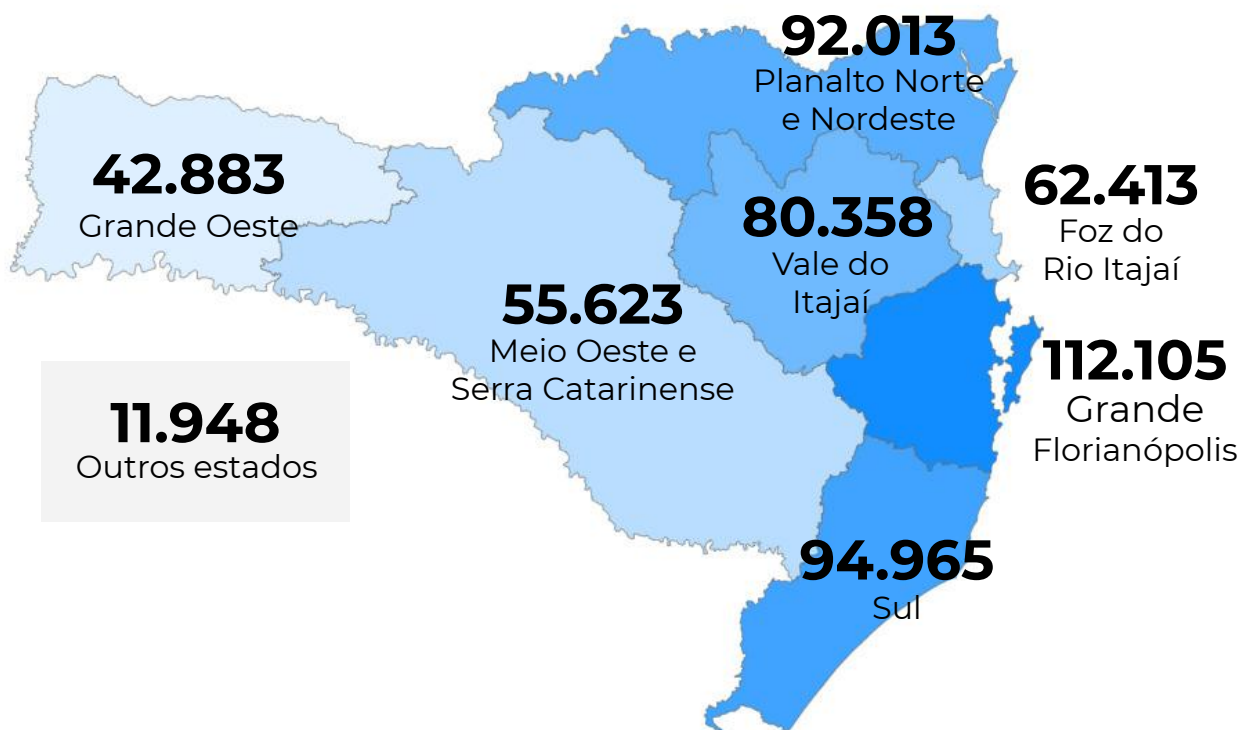 92.013
Planalto Norte
e Nordeste
42.883
Grande Oeste
62.413
Foz do
Rio Itajaí
80.358
Vale do
Itajaí
55.623
Meio Oeste e
Serra Catarinense
112.105
Grande
Florianópolis
11.948
Outros estados
94.965
Sul